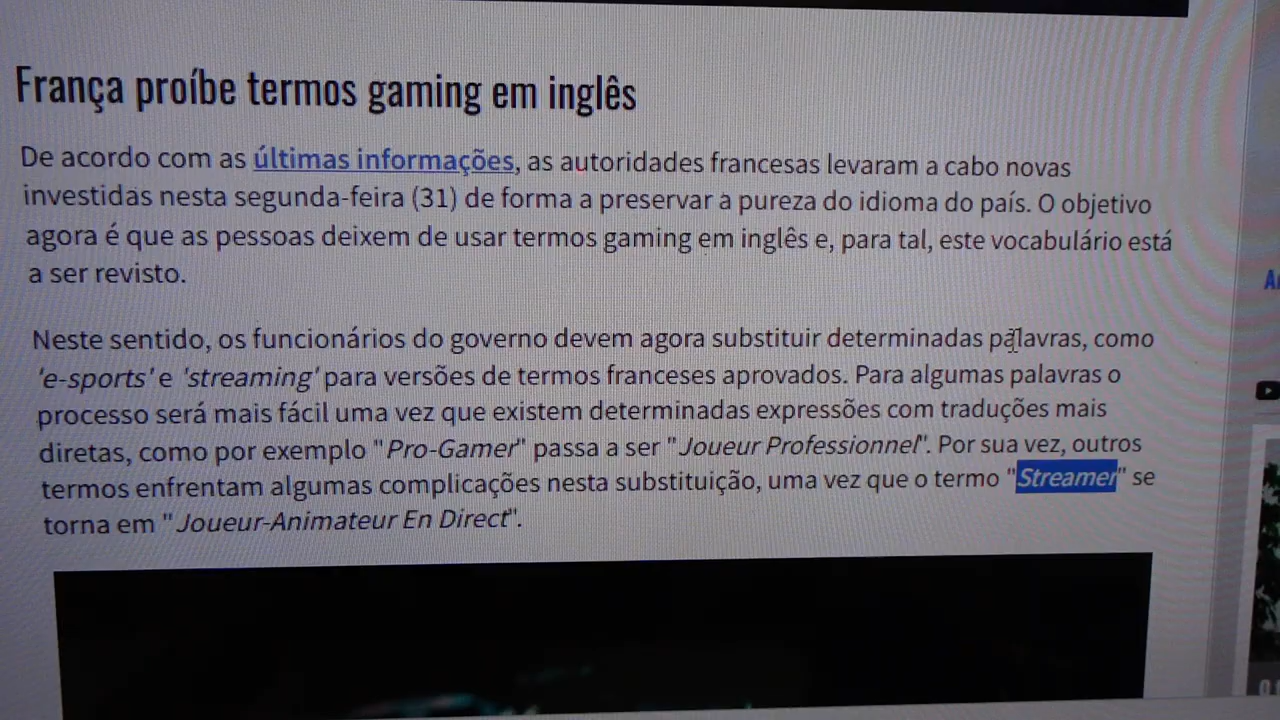 França proíbe termos gaming em inglês
De acordo com as últimas informações, as autoridades francesas levaram a cabo novas
investidas nesta segunda-feira (31) de forma a preservar a pureza do idioma do país. O objetivo
agora é que as pessoas deixem de usar termos gaming em inglês e, para tal, este vocabulário está
a ser revisto.
Neste sentido, os funcionários do governo devem agora substituir determinadas palavras, como
'e-sports' e 'streaming' para versões de termos franceses aprovados. Para algumas palavras o
processo será mais fácil uma vez que existem determinadas expressões com traduções mais
diretas, como por exemplo "Pro-Gamer" passa a ser "Joueur Professionnel". Por sua vez, outros
termos enfrentam algumas complicações nesta substituição, uma vez que o termo "Streamer" se
torna em "Joueur-Animateur En Direct".